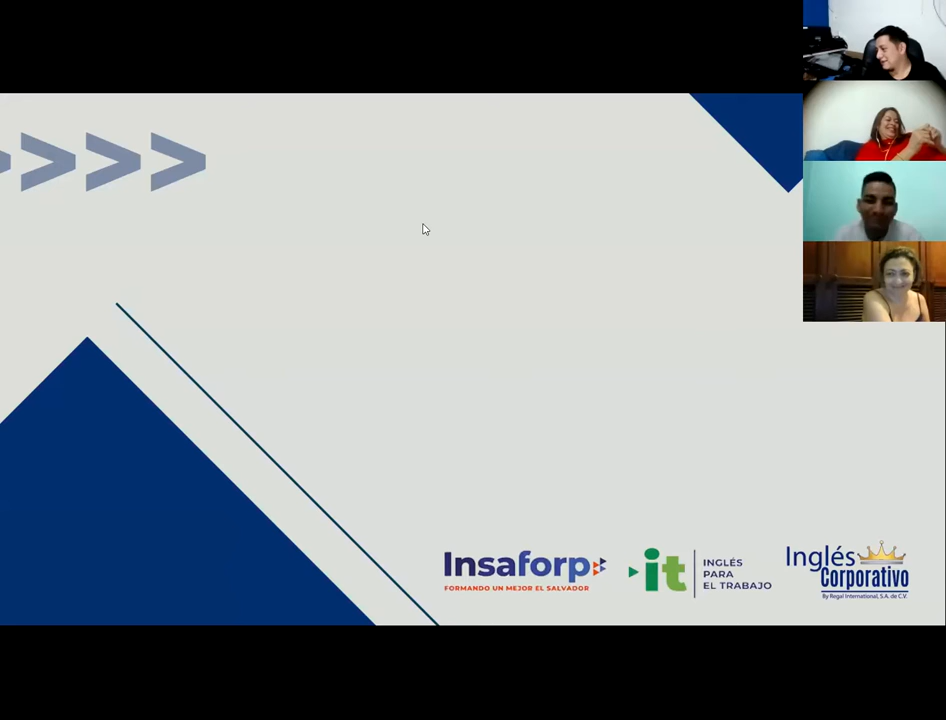 Insaforp
FORMANDO UN MEJOR EL SALVADOR
it
INGLÉS
PARA
EL TRABAJO
Inglés
Corporativo
By Regal International, S.A. de C.V.